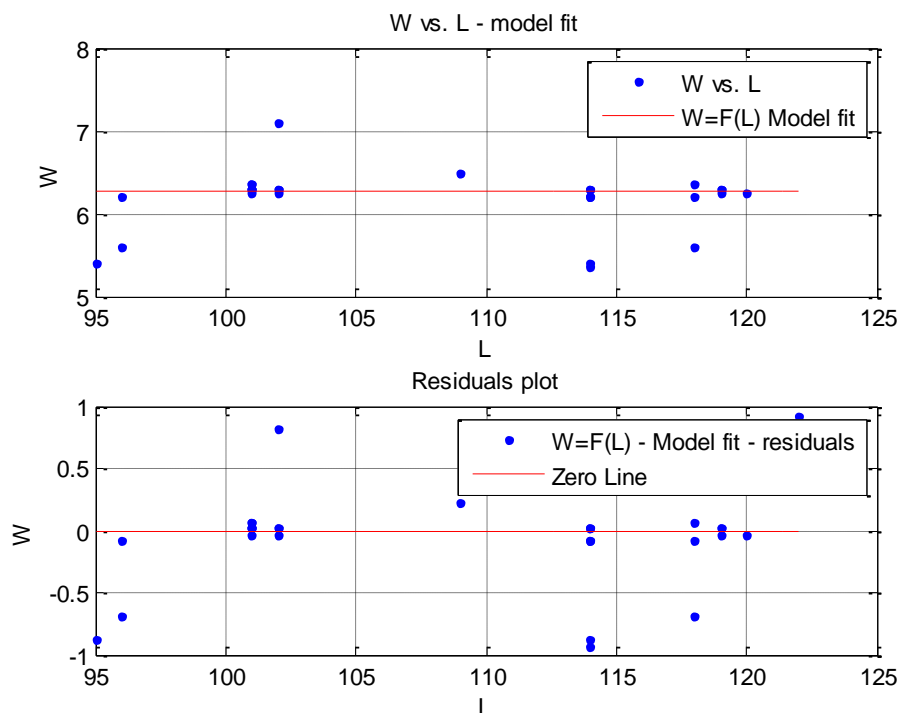 W vs. L - model fit
8
7
6
5
W
W vs. L
W=F(L) Model fit
95 100 105 110 115 120 125
L
Residuals plot
1
0.5
0
-0.5
-1
W
W=F(L) - Model fit - residuals
Zero Line
95 100 105 110 115 120 125